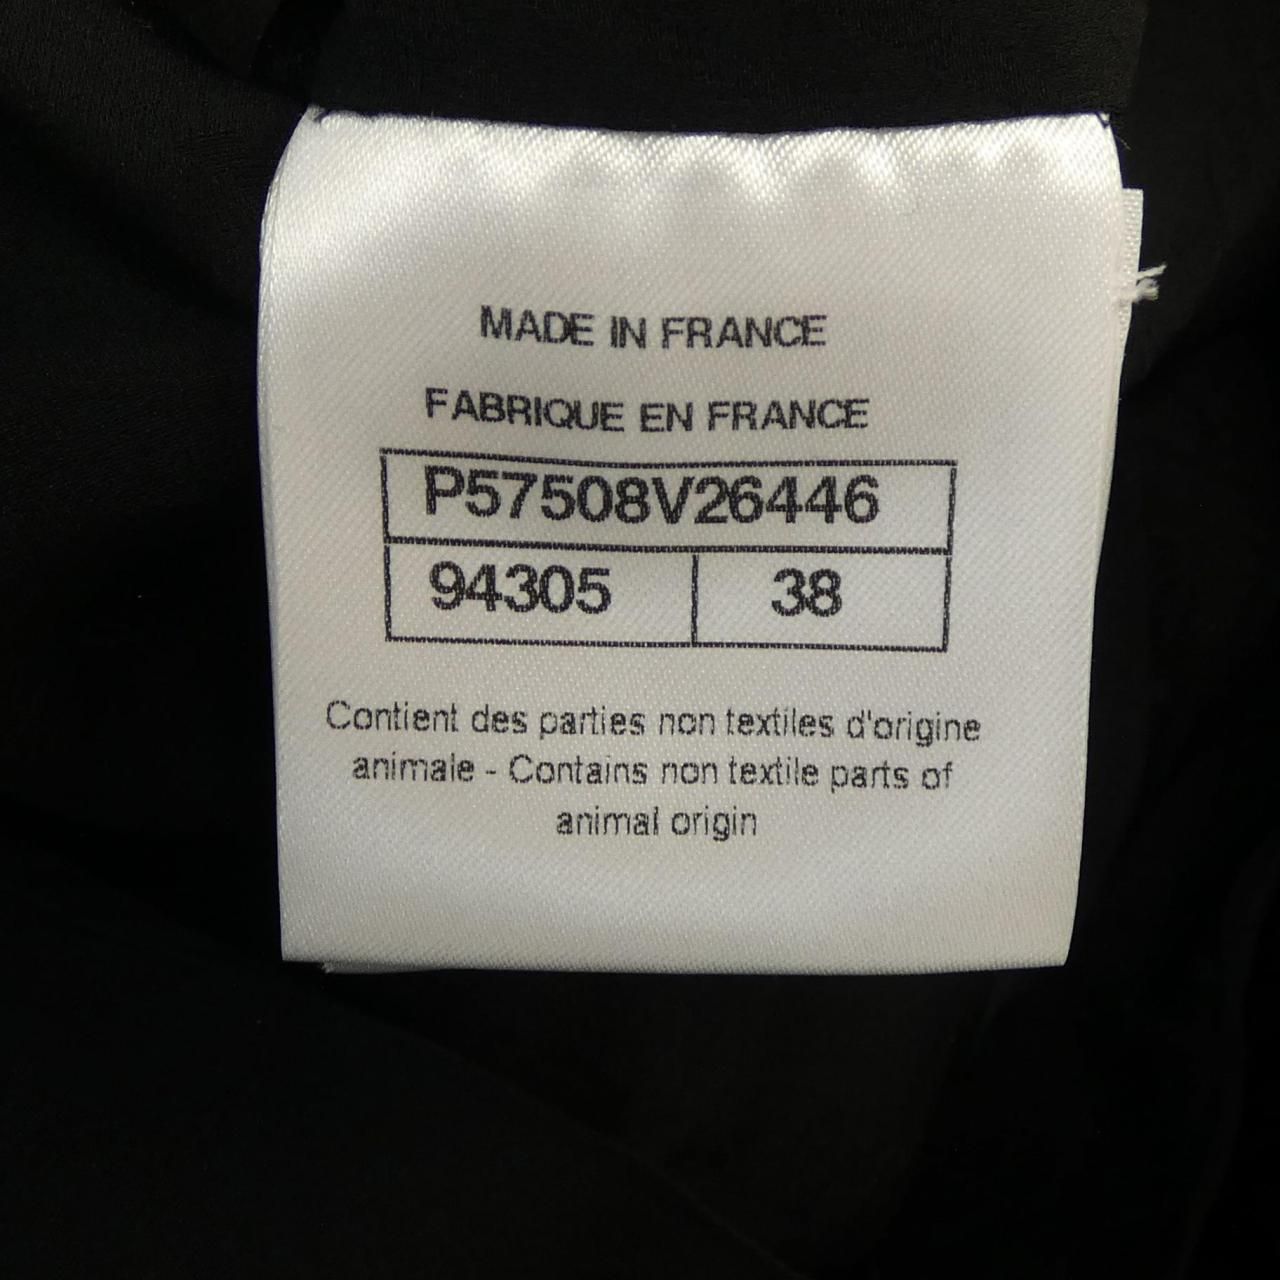 MADE IN FRANCE
FABRIQUE EN FRANCE
P57508V26446
94305 38
Contient des parties non textiles d'origine
animale - Contains non textile parts of
animal origin